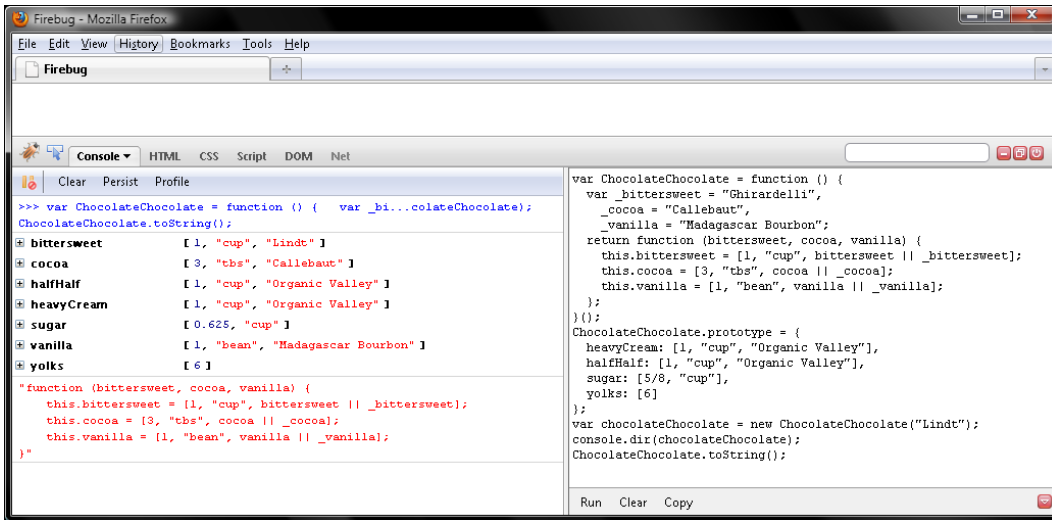 Firebug - Mozilla Firefox
File Edit View History Bookmarks Tools Help
Firebug
Console HTML CSS Script DOM Net
Clear Persist Profile
>>> var ChocolateChocolate = function () {   var _bi...colateChocolate);
ChocolateChocolate.toString();
bittersweet [ 1, "cup", "Lindt" ]
cocoa [ 3, "tbs", "Callebaut" ]
halfHalf [ 1, "cup", "Organic Valley" ]
heavyCream [ 1, "cup", "Organic Valley" ]
sugar [ 0.625, "cup" ]
vanilla [ 1, "bean", "Madagascar Bourbon" ]
yolks [ 6 ]
"function (bittersweet, cocoa, vanilla) {
    this.bittersweet = [1, "cup", bittersweet || _bittersweet];
    this.cocoa = [3, "tbs", cocoa || _cocoa];
    this.vanilla = [1, "bean", vanilla || _vanilla];
}"
var ChocolateChocolate = function () {
  var _bittersweet = "Ghirardelli",
    _cocoa = "Callebaut",
    _vanilla = "Madagascar Bourbon";
  return function (bittersweet, cocoa, vanilla) {
    this.bittersweet = [1, "cup", bittersweet || _bittersweet];
    this.cocoa = [3, "tbs", cocoa || _cocoa];
    this.vanilla = [1, "bean", vanilla || _vanilla];
  };
}();
ChocolateChocolate.prototype = {
  heavyCream: [1, "cup", "Organic Valley"],
  halfHalf: [1, "cup", "Organic Valley"],
  sugar: [5/8, "cup"],
  yolks: [6]
};
var chocolateChocolate = new ChocolateChocolate("Lindt");
console.dir(chocolateChocolate);
ChocolateChocolate.toString();
Run Clear Copy